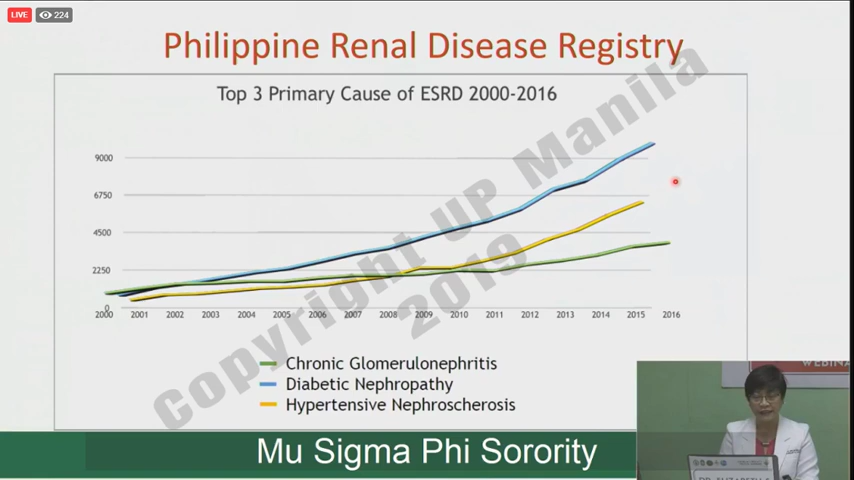 LIVE 224
Philippine Renal Disease Registry
Top 3 Primary Cause of ESRD 2000-2016
9000
6750
4500
2250
0
2000 2001 2002 2003 2004 2005 2006 2007 2008 2009 2010 2011 2012 2013 2014 2015 2016
Copyright UP Manila
2019
Chronic Glomerulonephritis
Diabetic Nephropathy
Hypertensive Nephroscherosis
WEBINA
Mu Sigma Phi Sorority